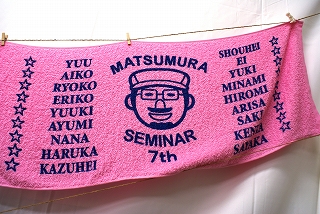 YUU
AIKO
RYOKO
ERIKO
YUUKI
AYUMI
NANA
HARUKA
KAZUHEI
MATSUMURA
SEMINAR
7th
SHOUHEI
EI
YUKI
MINAMI
HIROMI
ARISA
SAKI
KENTA
SATAKA